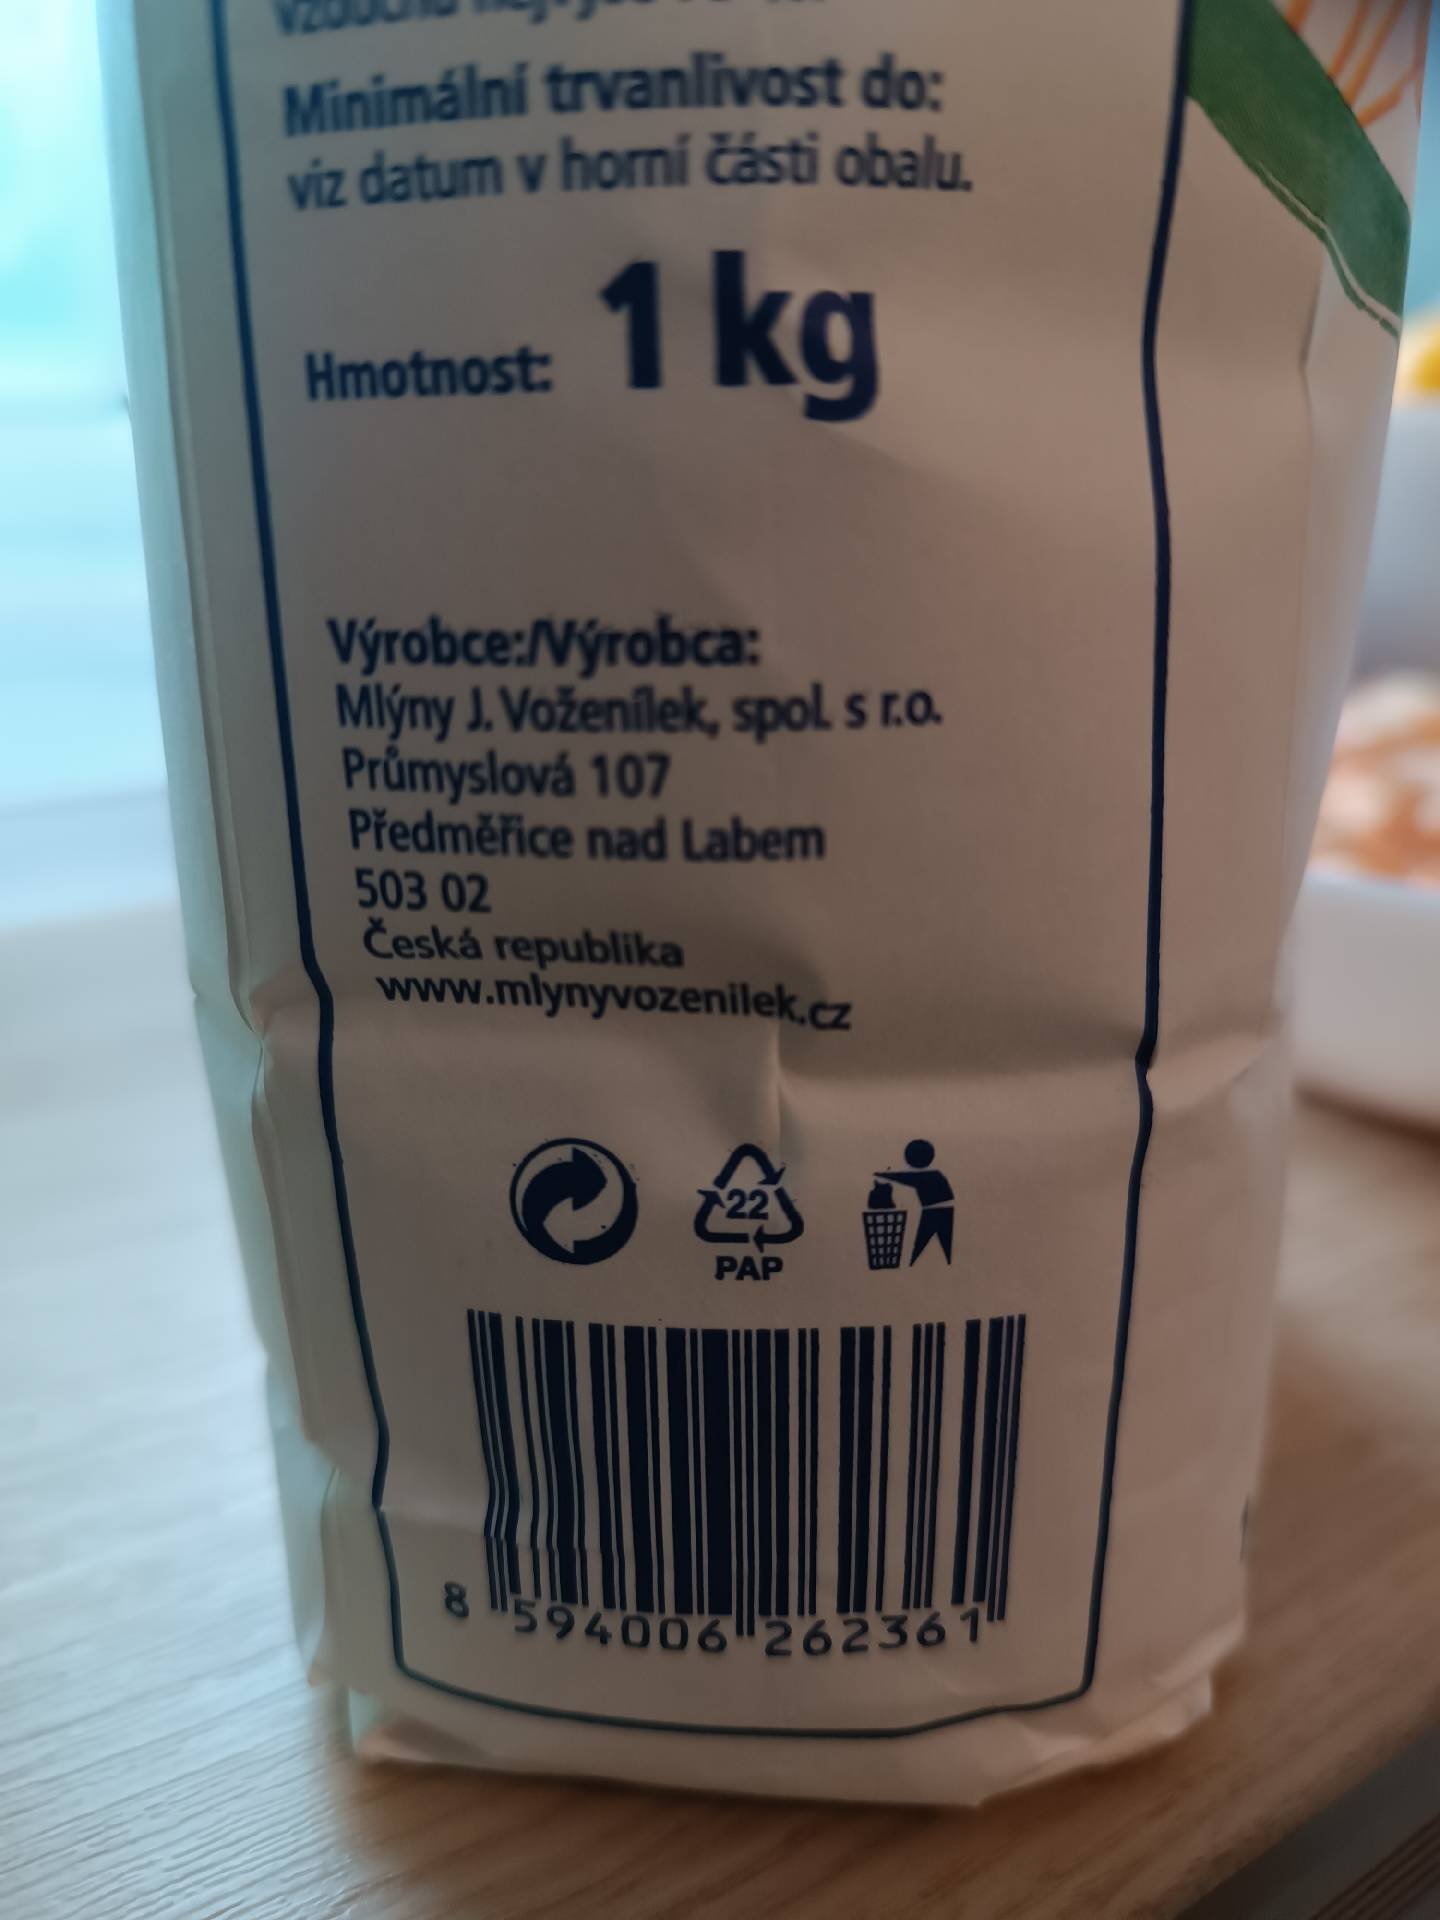 Minimální trvanlivost do:
viz datum v horní části obalu.
Hmotnost: 1 kg
Výrobce:/Výrobca:
Mlýny J. Voženílek, spol. s r.o.
Průmyslová 107
Předměřice nad Labem
503 02
Česká republika
www.mlynyvozenilek.cz
22
PAP
8 594006 262361